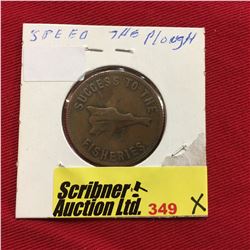 SPEED THE PLOUGH
SUCCESS TO THE
FISHERIES.
Scribner
Auction Ltd. 349 X